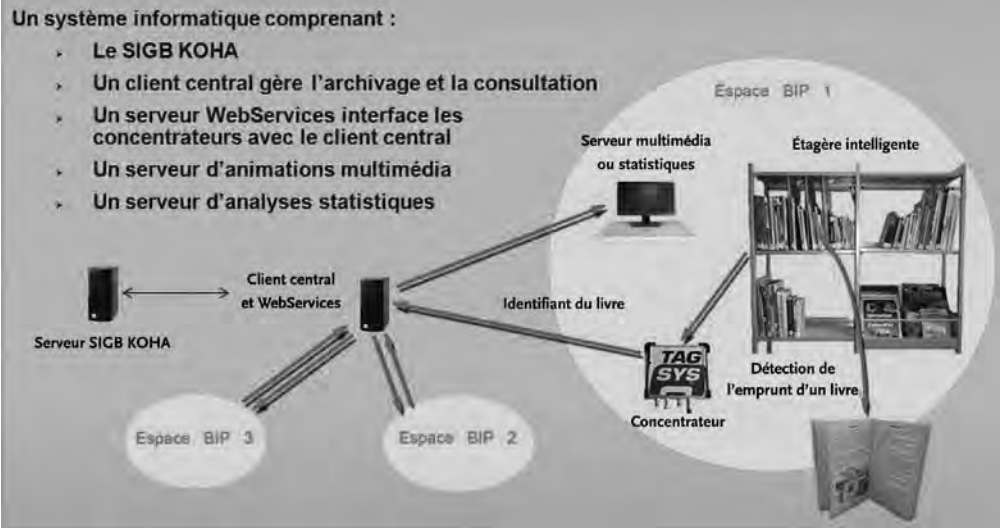 Un système informatique comprenant :
Le SIGB KOHA
Un client central gère l'archivage et la consultation
Un serveur WebServices interface les
concentrateurs avec le client central
Un serveur d'animations multimédia
Un serveur d'analyses statistiques
Espace BIP 1
Serveur multimédia
ou statistiques
Étagère intelligente
Client central
et WebServices
Identifiant du livre
Serveur SIGB KOHA
TAG
SYS
Concentrateur
Détection de
l'emprunt d'un livre
Espace BIP 3
Espace BIP 2